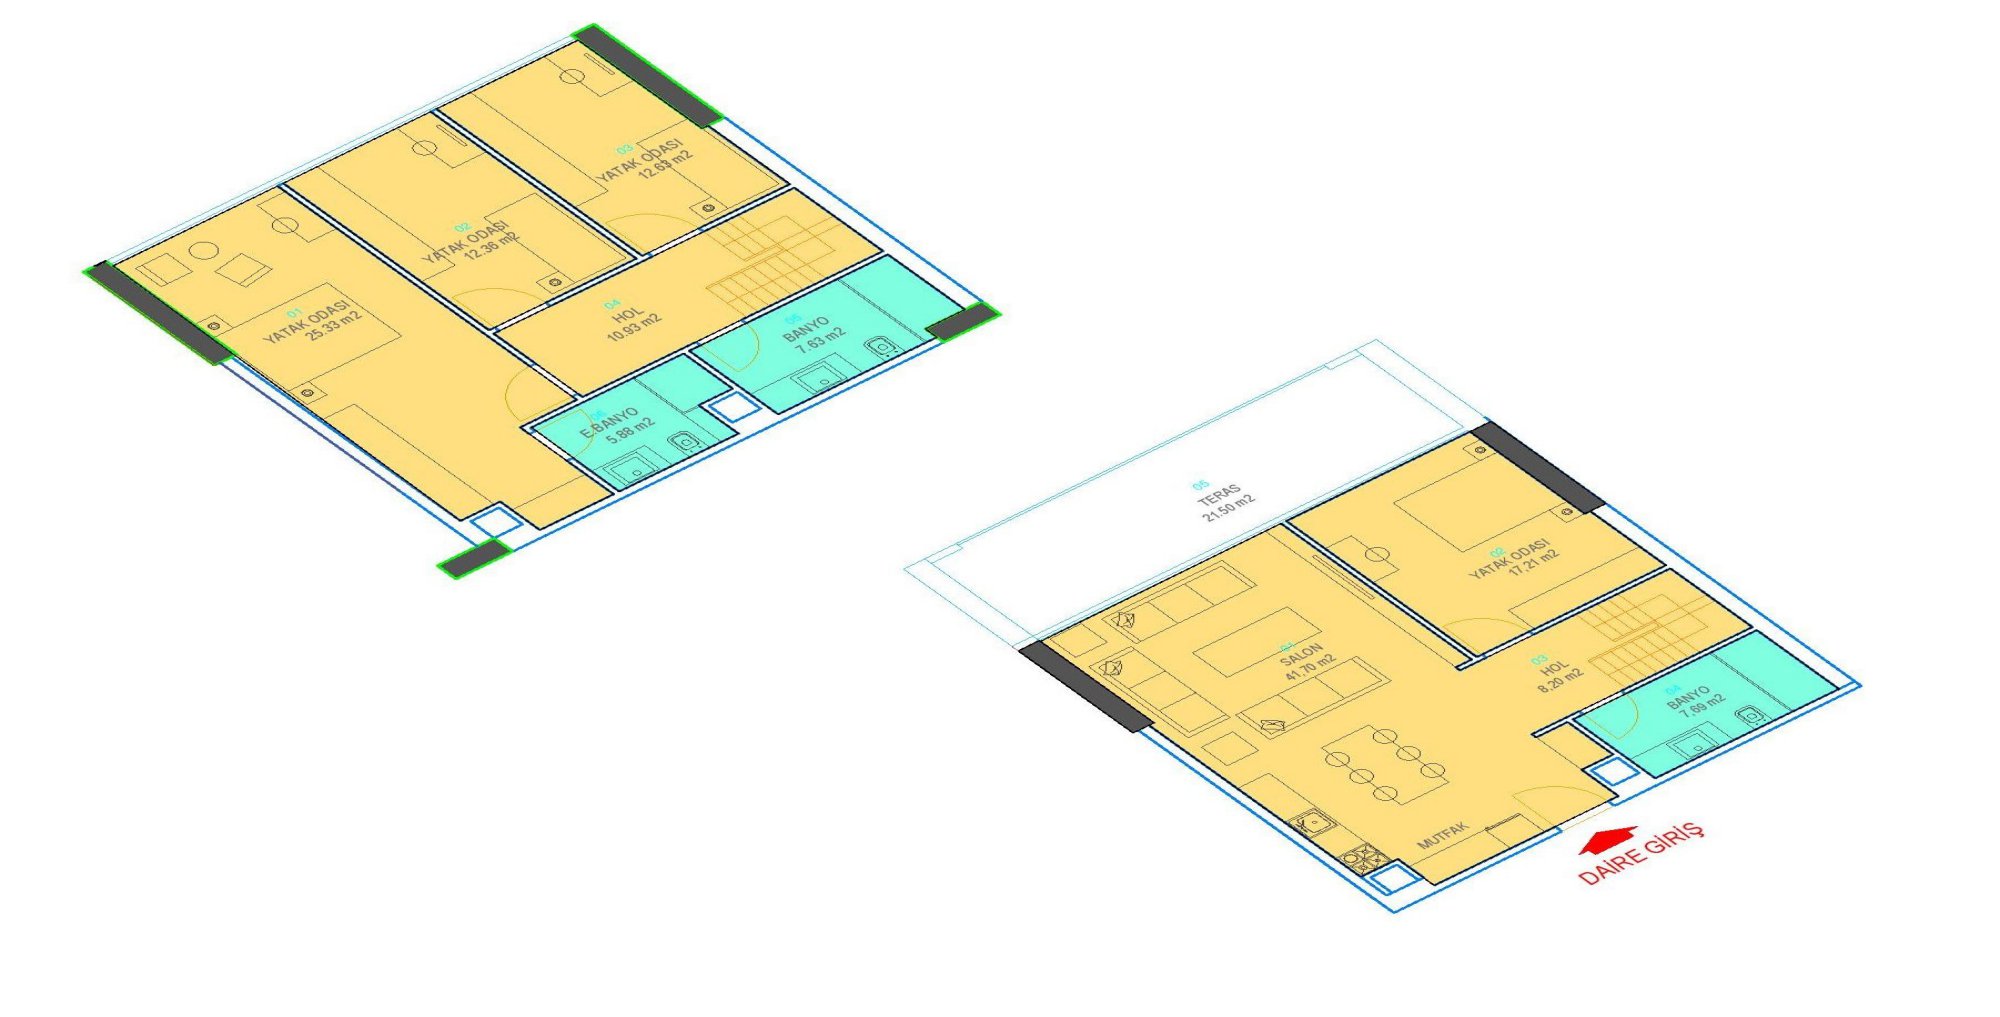 03
YATAK ODASI
12.63 m2
02
YATAK ODASI
12.36 m2
01
YATAK ODASI
25.33 m2
04
HOL
10.93 m2
05
BANYO
7.63 m2
06
E.BANYO
5.88 m2
05
TERAS
21.50 m2
02
YATAK ODASI
17,21 m2
01
SALON
41,70 m2
03
HOL
8,20 m2
04
BANYO
7,69 m2
MUTFAK
DAİRE GİRİŞ